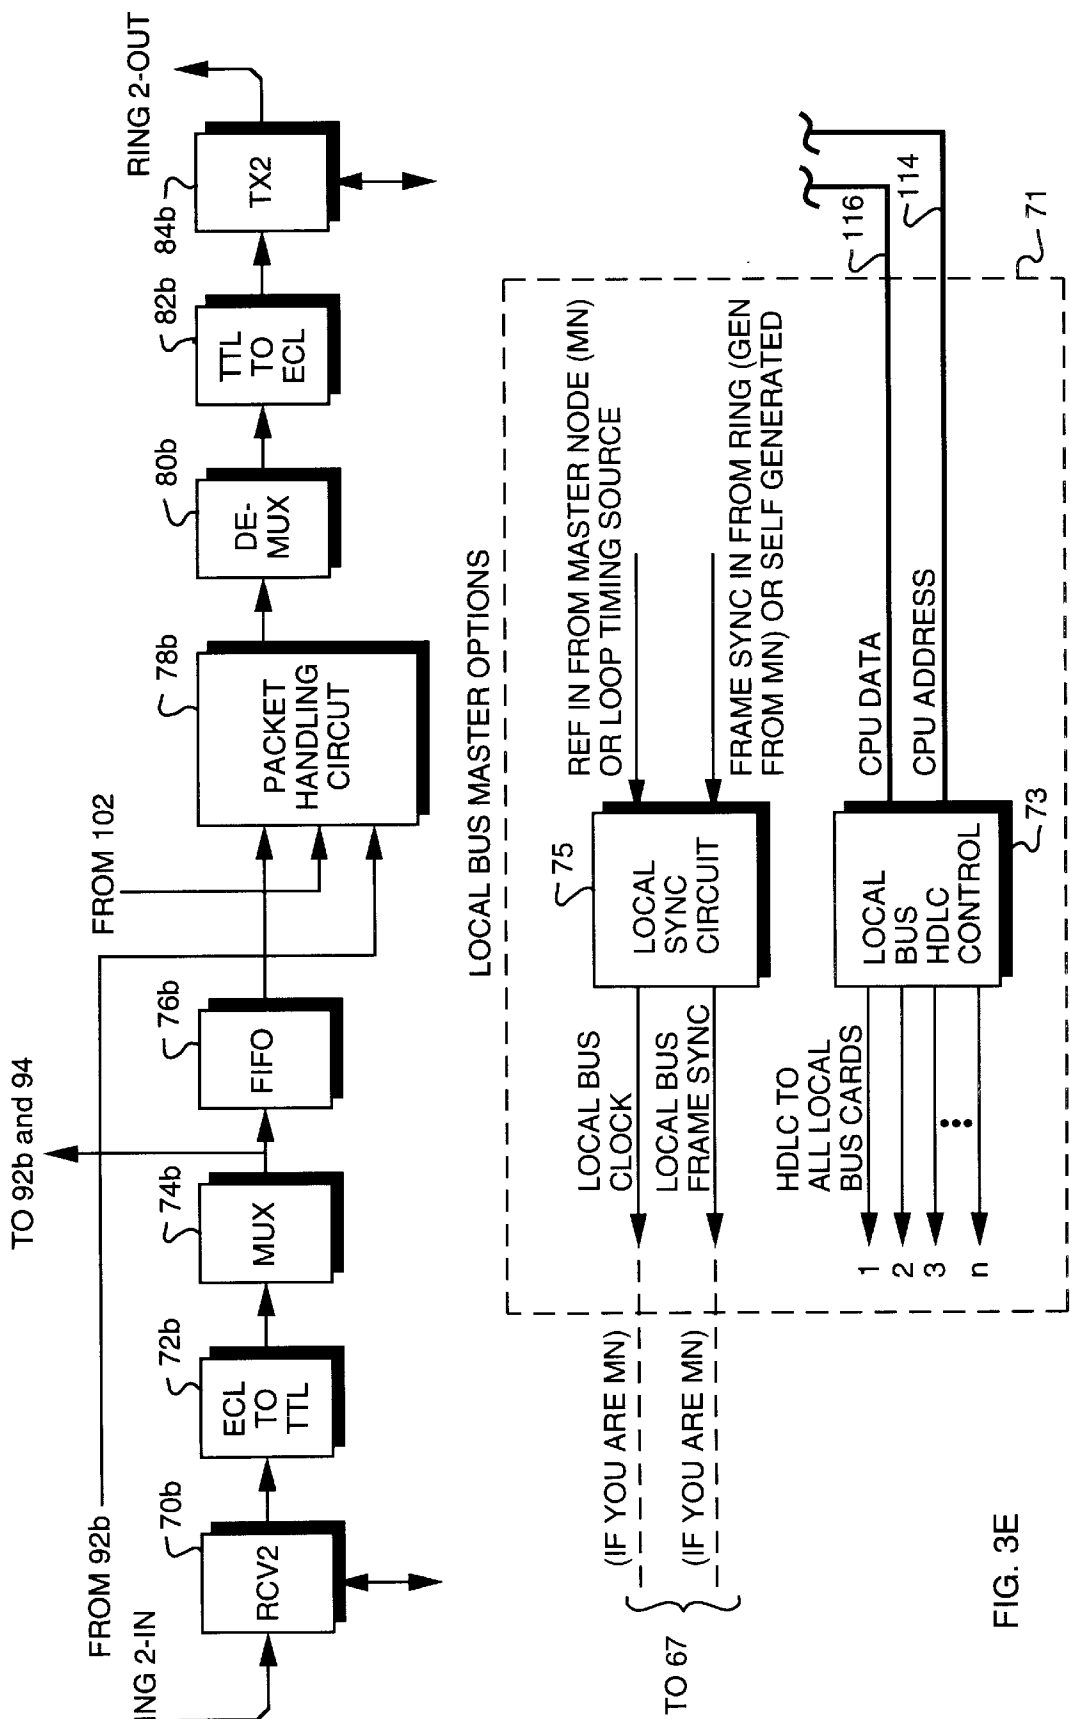 RING 2-OUT
84b
TX2
82b
TTL
TO
ECL
80b
DE-
MUX
78b
PACKET
HANDLING
CIRCUT
FROM 102
76b
FIFO
TO 92b and 94
74b
MUX
72b
ECL
TO
TTL
FROM 92b
70b
RCV2
ING 2-IN
LOCAL BUS MASTER OPTIONS
71
REF IN FROM MASTER NODE (MN)
OR LOOP TIMING SOURCE
FRAME SYNC IN FROM RING (GEN
FROM MN) OR SELF GENERATED
75
LOCAL
SYNC
CIRCUIT
LOCAL BUS
CLOCK
LOCAL BUS
FRAME SYNC
(IF YOU ARE MN)
(IF YOU ARE MN)
TO 67
116
114
CPU DATA
CPU ADDRESS
73
LOCAL
BUS
HDLC
CONTROL
HDLC TO
ALL LOCAL
BUS CARDS
1
2
3
n
FIG. 3E